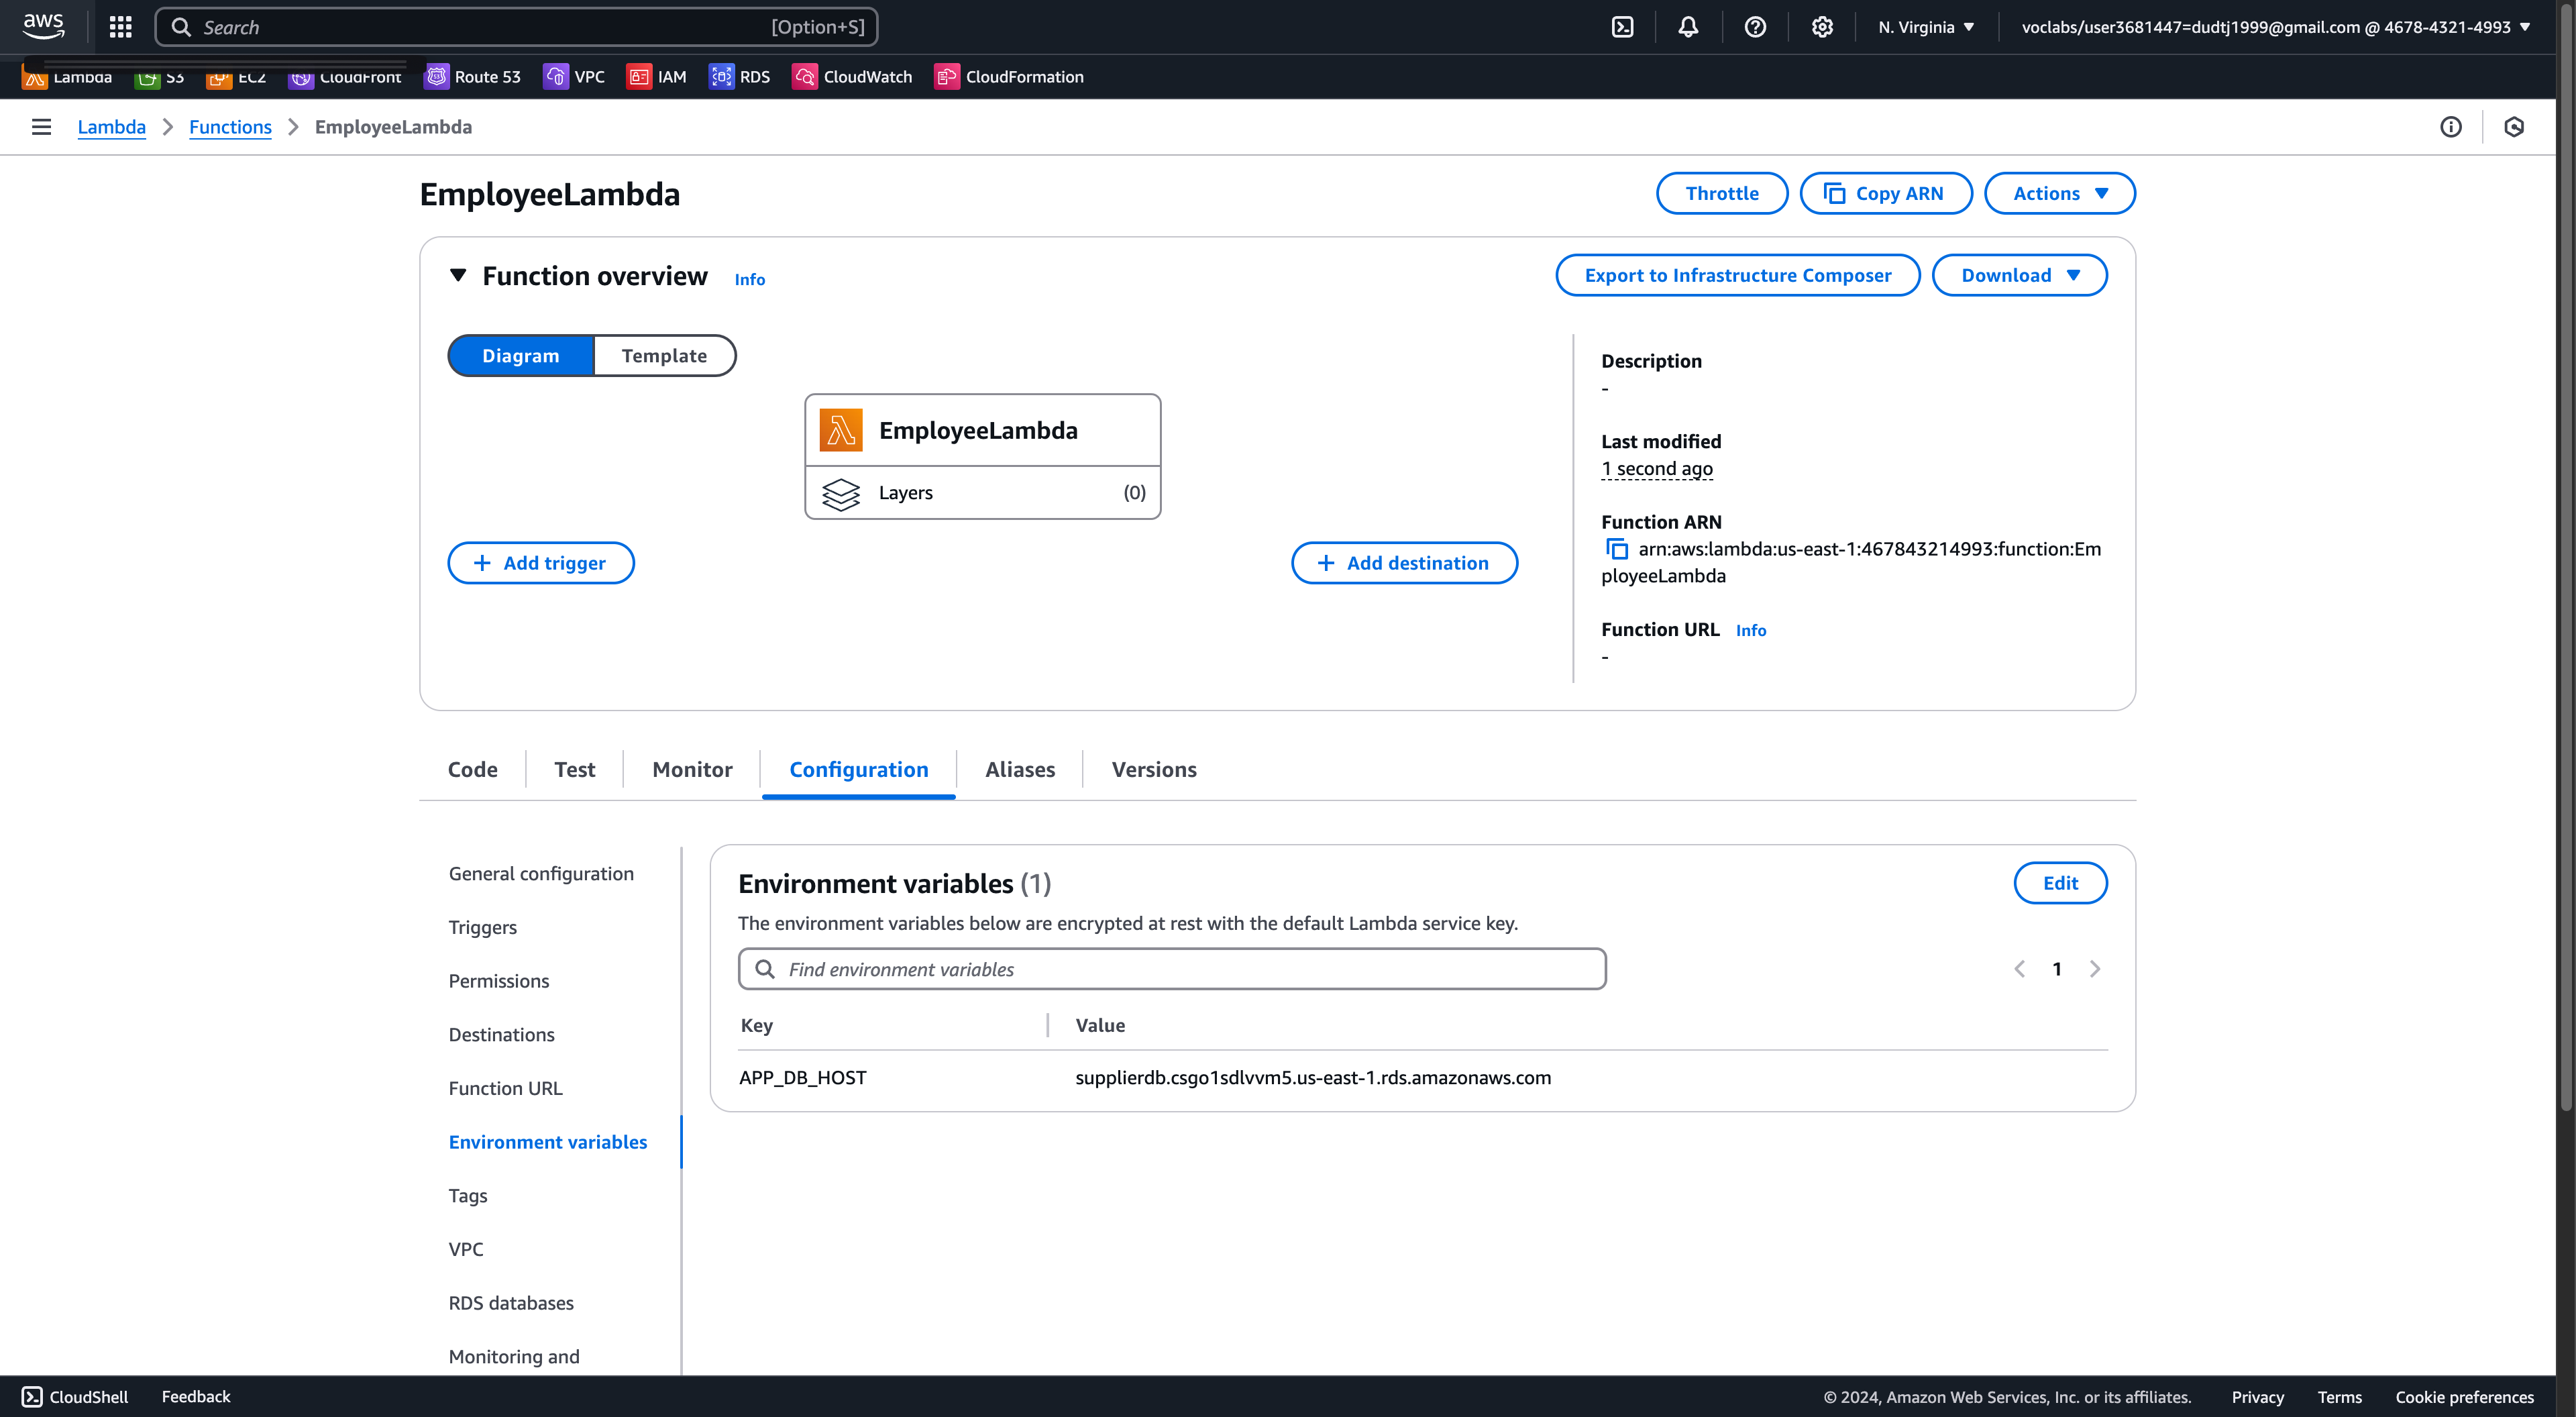 aws
Search [Option+S]
N. Virginia
voclabs/user3681447=dudtj1999@gmail.com @ 4678-4321-4993
Lambda S3 EC2 CloudFront Route 53 VPC IAM RDS CloudWatch CloudFormation
Lambda Functions EmployeeLambda
EmployeeLambda
Throttle Copy ARN Actions
Function overview Info
Export to Infrastructure Composer Download
Diagram Template
EmployeeLambda
Layers (0)
Add trigger
Add destination
Description
-
Last modified
1 second ago
Function ARN
arn:aws:lambda:us-east-1:467843214993:function:Em
ployeeLambda
Function URL Info
-
Code Test Monitor Configuration Aliases Versions
General configuration
Triggers
Permissions
Destinations
Function URL
Environment variables
Tags
VPC
RDS databases
Monitoring and
Environment variables (1)
Edit
The environment variables below are encrypted at rest with the default Lambda service key.
Find environment variables
1
Key Value
APP_DB_HOST supplierdb.csgo1sdlvvm5.us-east-1.rds.amazonaws.com
CloudShell Feedback
© 2024, Amazon Web Services, Inc. or its affiliates. Privacy Terms Cookie preferences